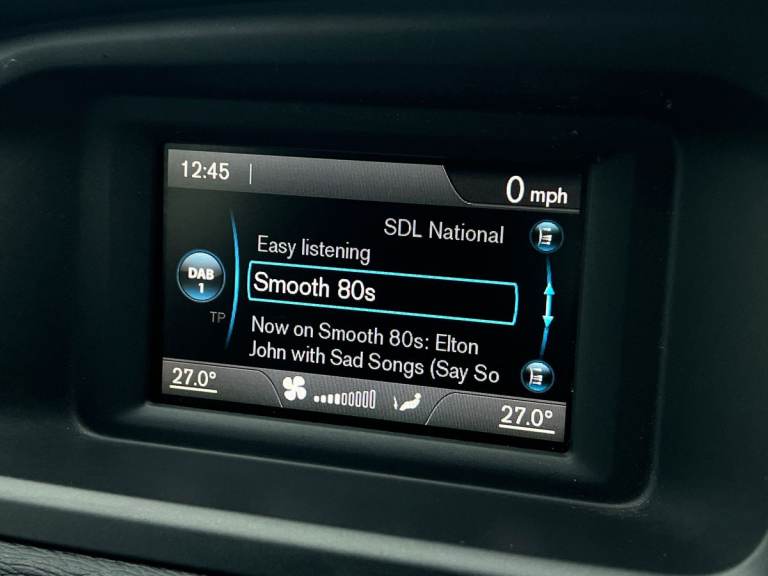 12:45
0 mph
SDL National
Easy listening
DAB
1
Smooth 80s
TP
Now on Smooth 80s: Elton
John with Sad Songs (Say So
27.0°
27.0°